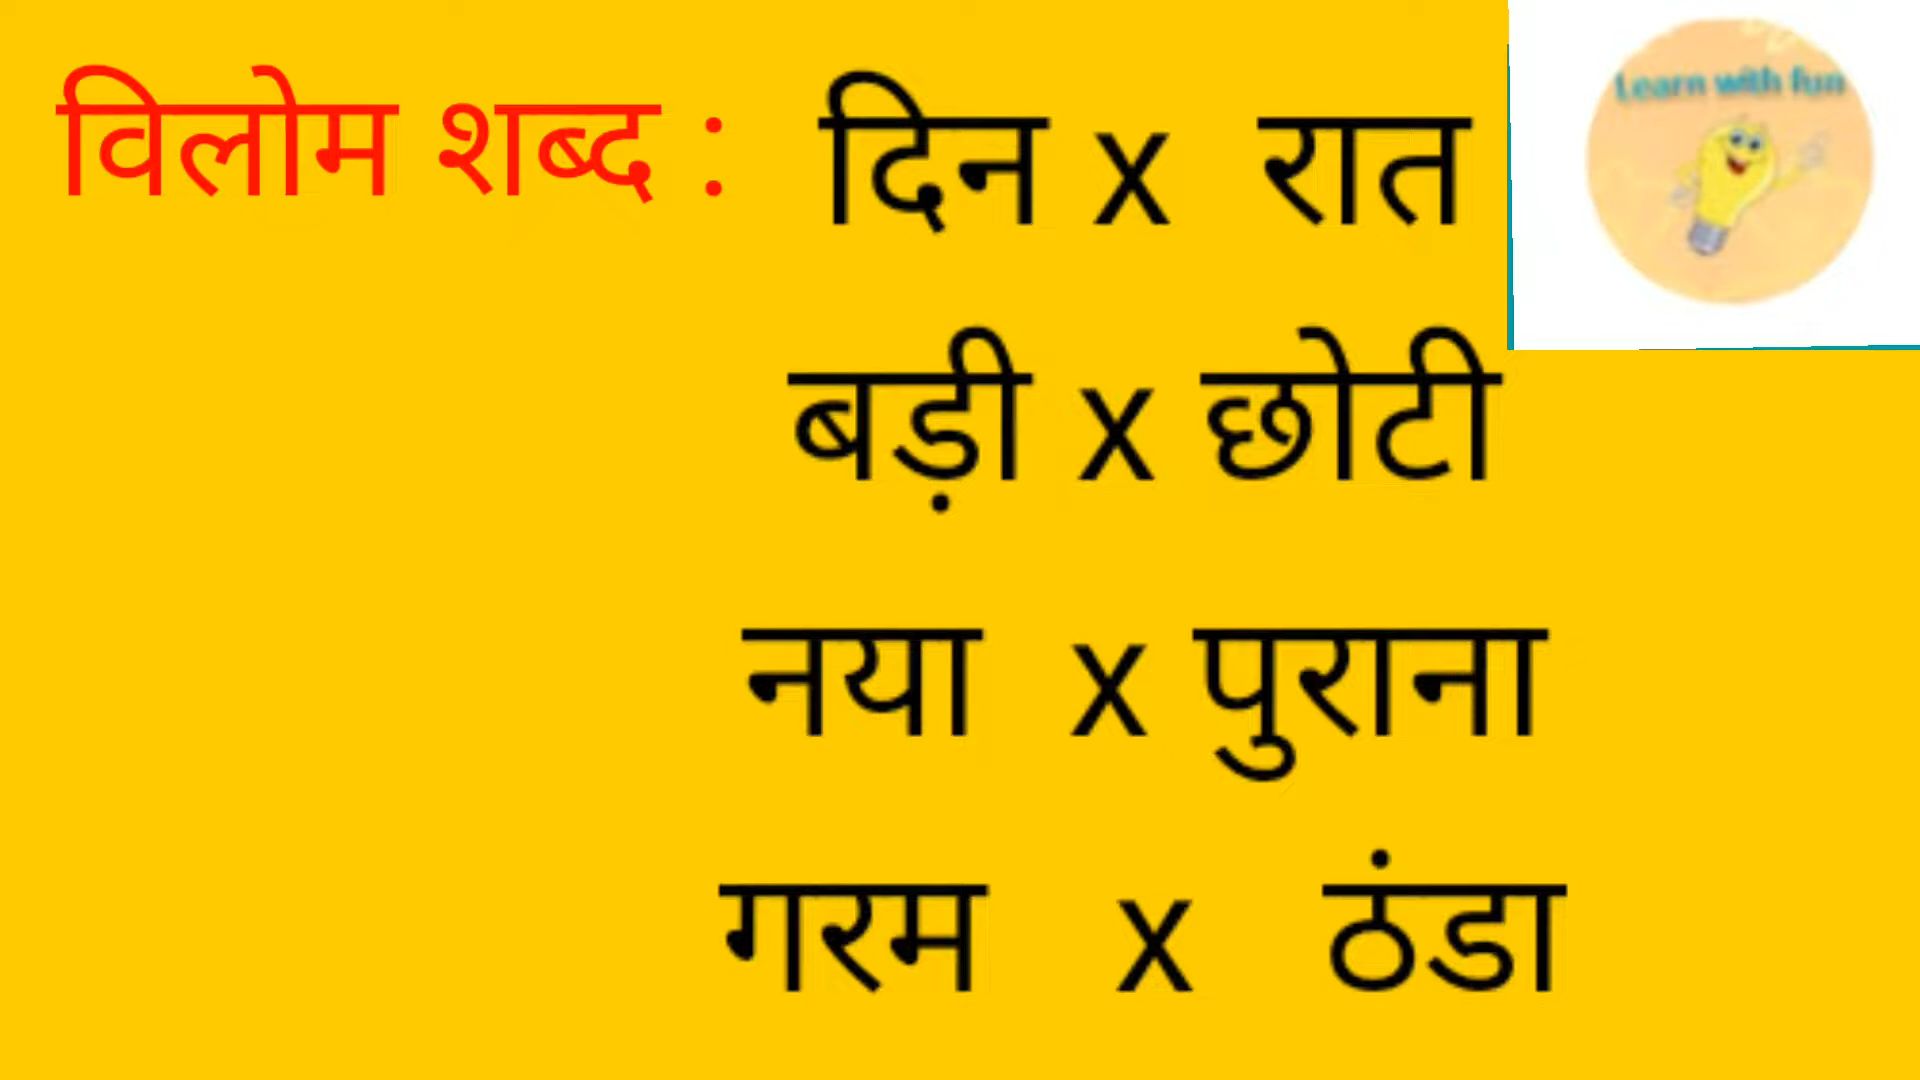 विलोम शब्द : दिन x रात
Learn with fun
बड़ी x छोटी
नया x पुराना
गरम x ठंडा